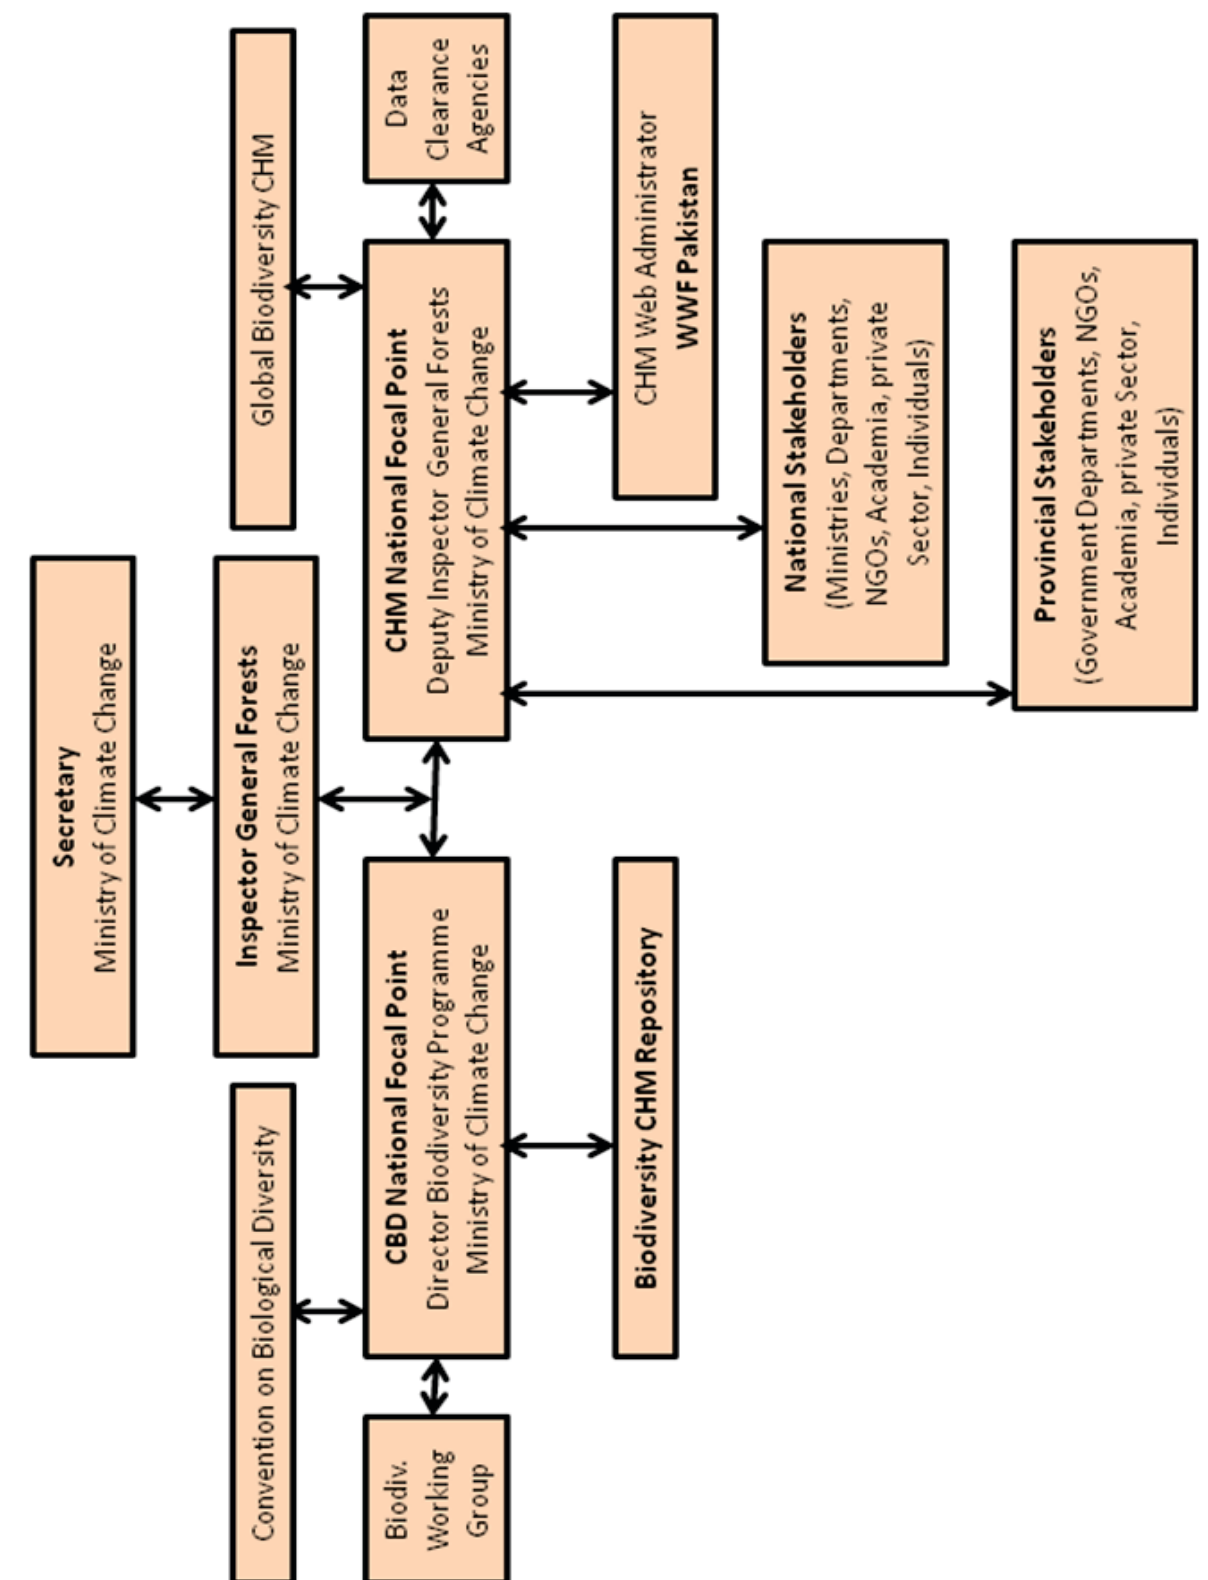 Secretary
Ministry of Climate Change
Inspector General Forests
Ministry of Climate Change
Convention on Biological Diversity
Global Biodiversity CHM
Biodiv.
Working
Group
CBD National Focal Point
Director Biodiversity Programme
Ministry of Climate Change
CHM National Focal Point
Deputy Inspector General Forests
Ministry of Climate Change
Data
Clearance
Agencies
Biodiversity CHM Repository
CHM Web Administrator
WWF Pakistan
National Stakeholders
(Ministries, Departments,
NGOs, Academia, private
Sector, Individuals)
Provincial Stakeholders
(Government Departments, NGOs,
Academia, private Sector,
Individuals)